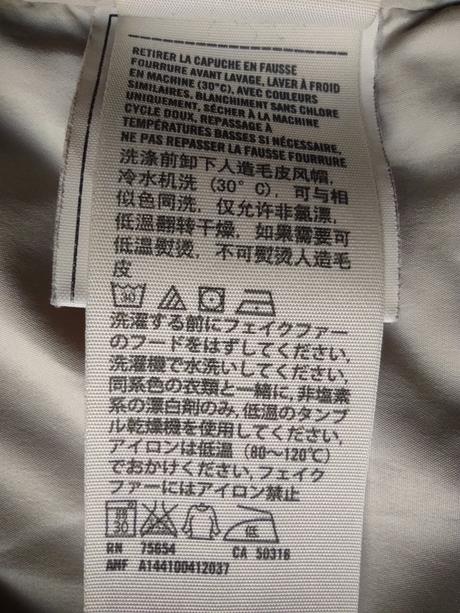 RETIRER LA CAPUCHE EN FAUSSE
FOURRURE AVANT LAVAGE, LAVER À FROID
EN MACHINE (30°C), AVEC COULEURS
SIMILAIRES, BLANCHIMENT SANS CHLORE
UNIQUEMENT, SÉCHER À LA MACHINE
CYCLE DOUX, REPASSAGE À
TEMPÉRATURES BASSES SI NÉCESSAIRE,
NE PAS REPASSER LA FAUSSE FOURRURE
洗涤前卸下人造毛皮风帽,
冷水机洗 (30°C), 可与相
似色同洗, 仅允许非氯漂,
低温翻转干燥, 如果需要可
低温熨烫, 不可熨烫人造毛
皮
30
洗濯する前にフェイクファー
のフードをはずしてください,
洗濯機で水洗いしてください,
同系色の衣類と一緒に, 非塩素
系の漂白剤のみ, 低温のタンブ
ル乾燥機を使用してください,
アイロンは低温 (80〜120℃)
でおかけください, フェイク
ファーにはアイロン禁止
弱 30 低
RN 75654 CA 50316
ANF A144100412037